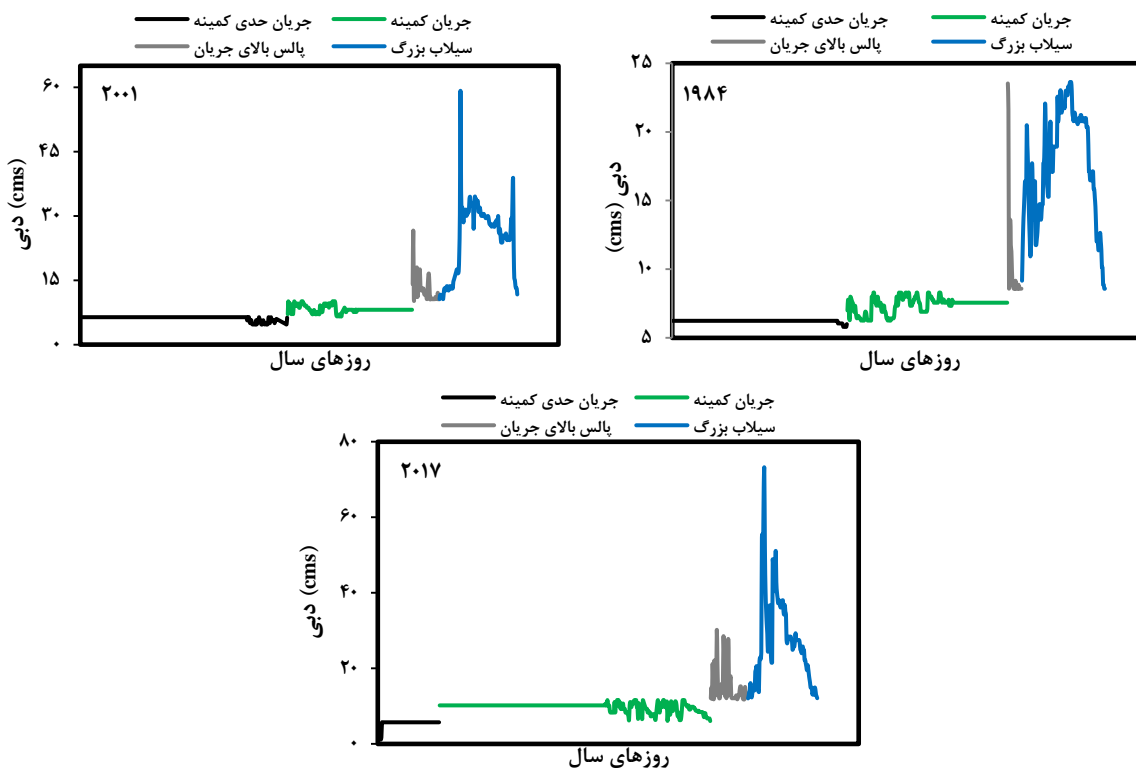 جریان کمینه جریان حدی کمینه
سیلاب بزرگ پالس بالای جریان
۲۰۰۱
۶۰
۴۵
۳۰
۱۵
۰
دبی (cms)
روزهای سال
جریان کمینه جریان حدی کمینه
سیلاب بزرگ پالس بالای جریان
۱۹۸۴
۲۵
۲۰
۱۵
۱۰
۵
دبی (cms)
روزهای سال
جریان کمینه جریان حدی کمینه
سیلاب بزرگ پالس بالای جریان
۲۰۱۷
۸۰
۶۰
۴۰
۲۰
۰
دبی (cms)
روزهای سال